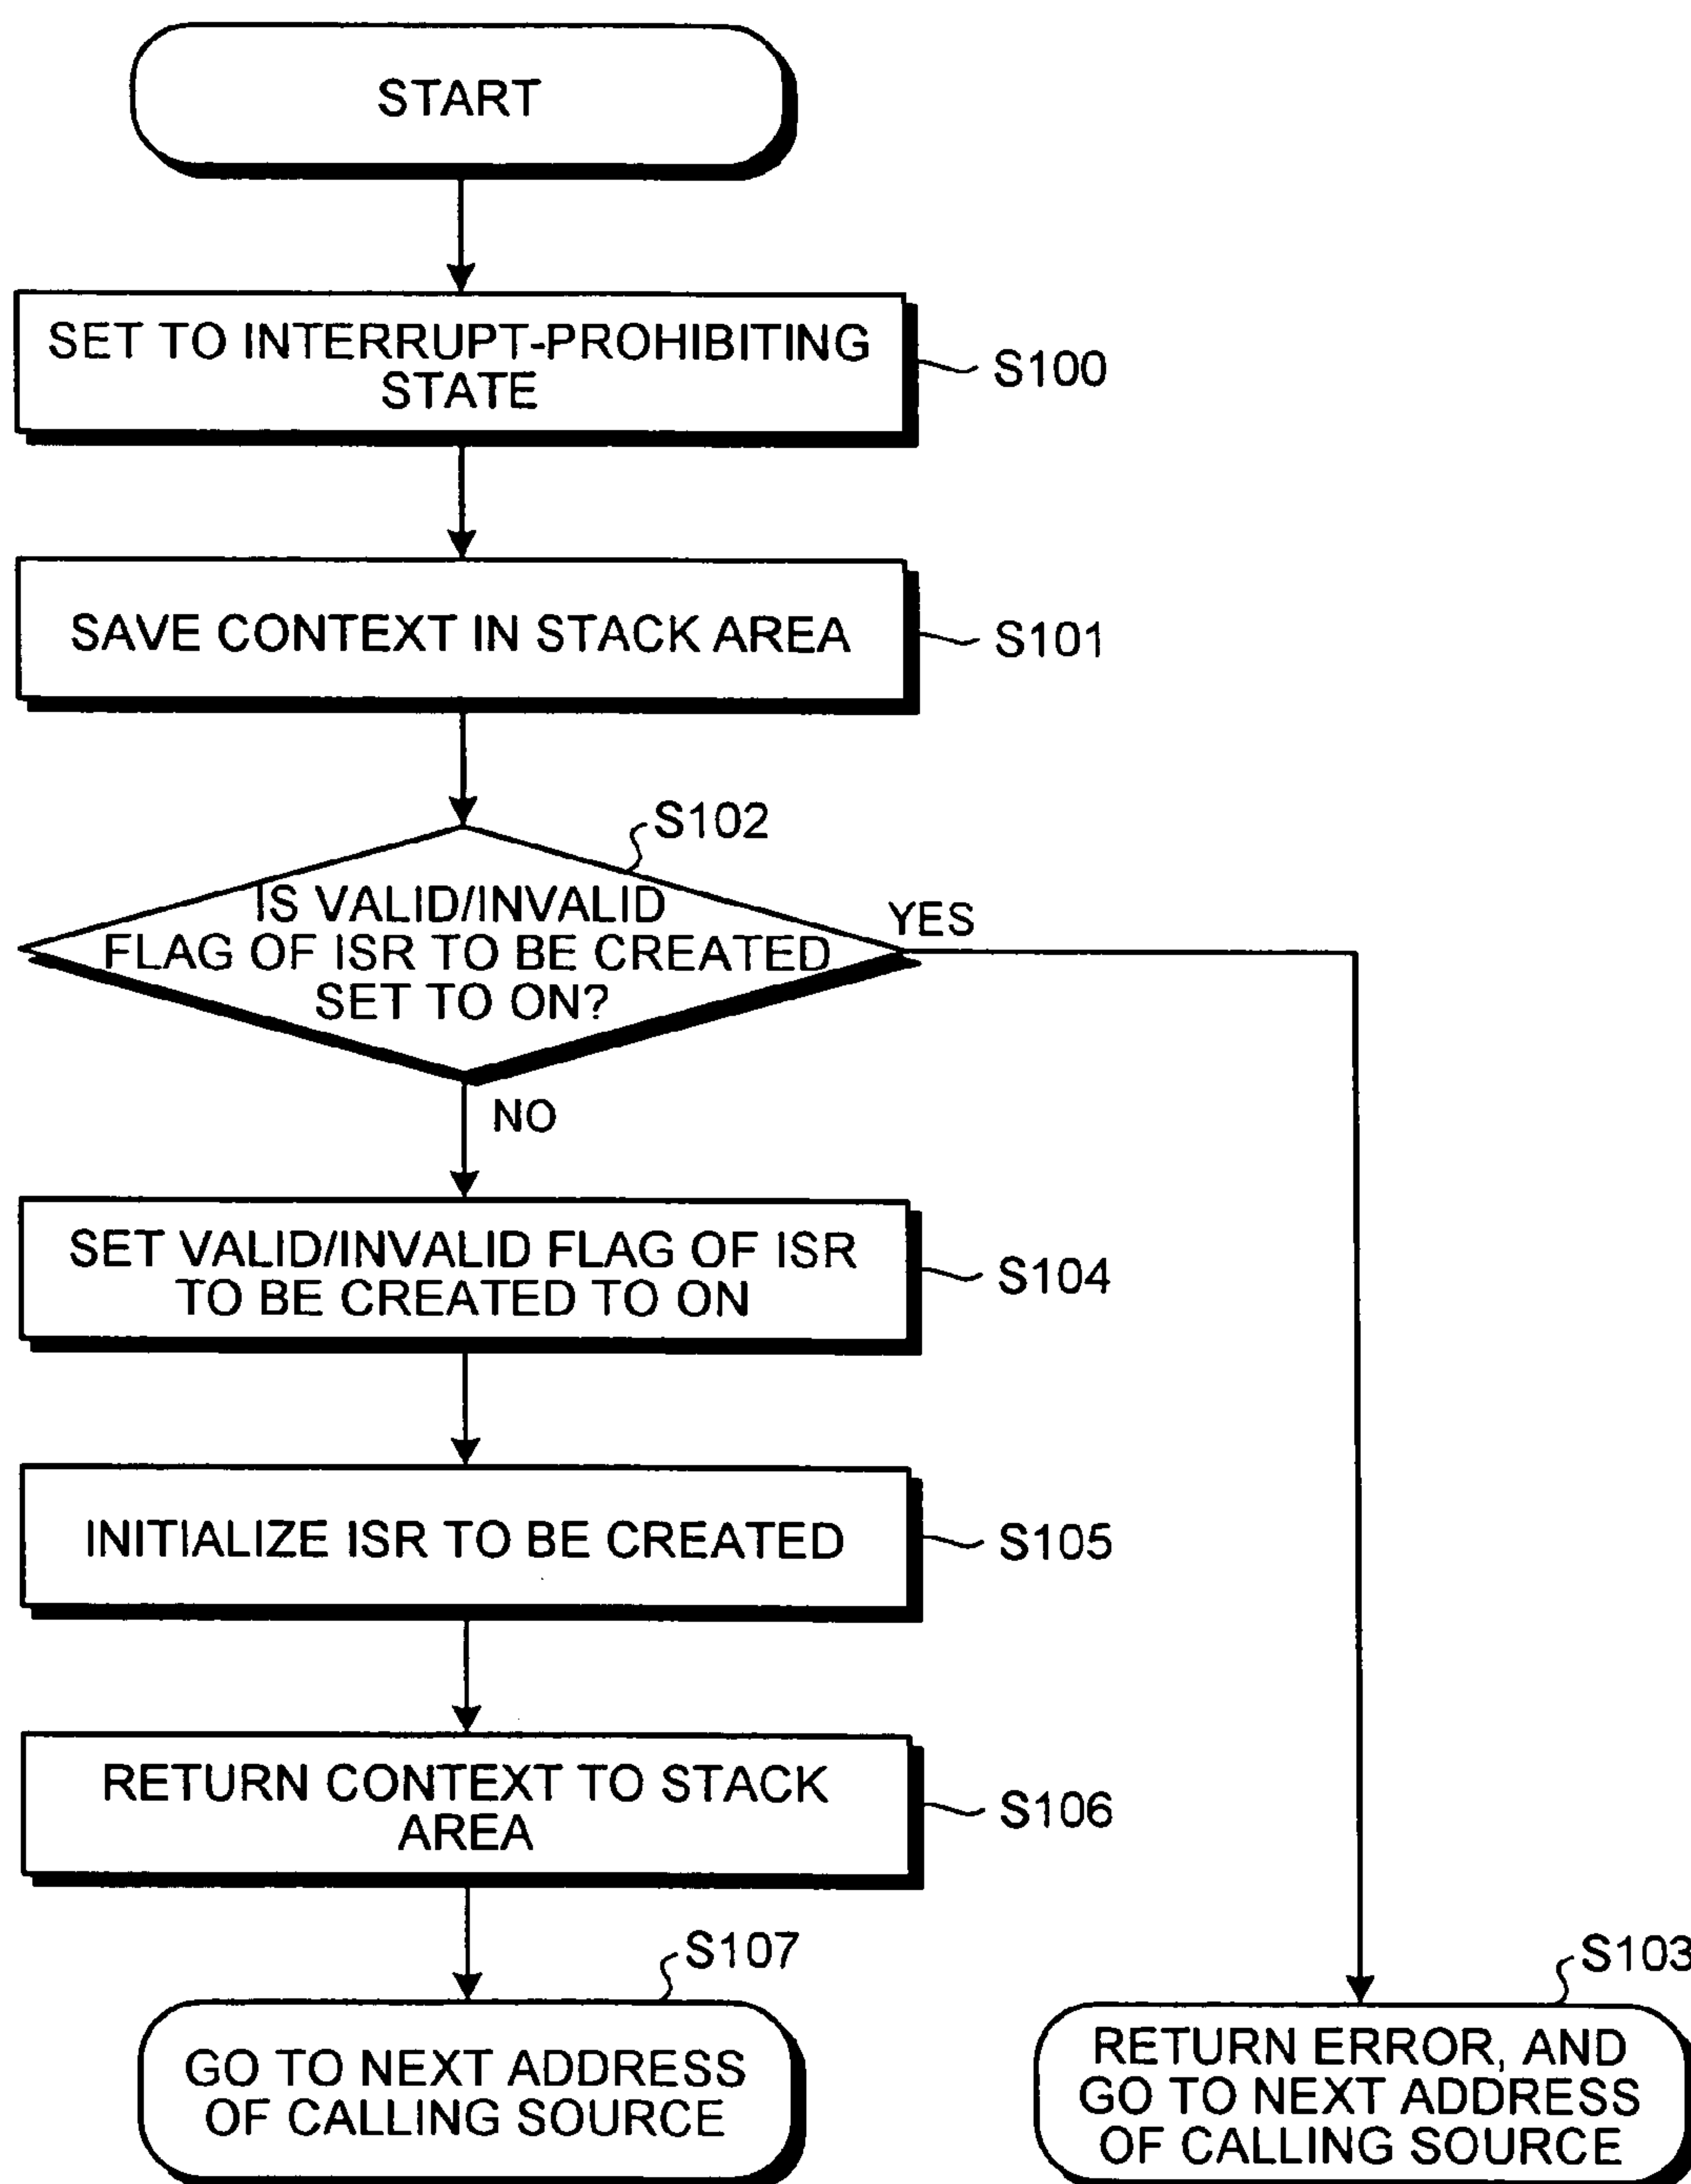 START
SET TO INTERRUPT-PROHIBITING
STATE
S100
SAVE CONTEXT IN STACK AREA
S101
S102
IS VALID/INVALID
FLAG OF ISR TO BE CREATED
SET TO ON?
YES
NO
SET VALID/INVALID FLAG OF ISR
TO BE CREATED TO ON
S104
INITIALIZE ISR TO BE CREATED
S105
RETURN CONTEXT TO STACK
AREA
S106
S107
GO TO NEXT ADDRESS
OF CALLING SOURCE
S103
RETURN ERROR, AND
GO TO NEXT ADDRESS
OF CALLING SOURCE